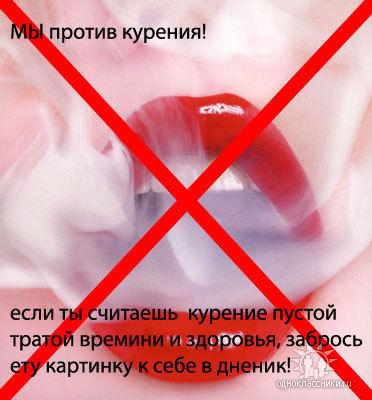 МЫ против курения!
если ты считаешь курение пустой
тратой времини и здоровья, забрось
ету картинку к себе в дненик!
одноклассники.ru